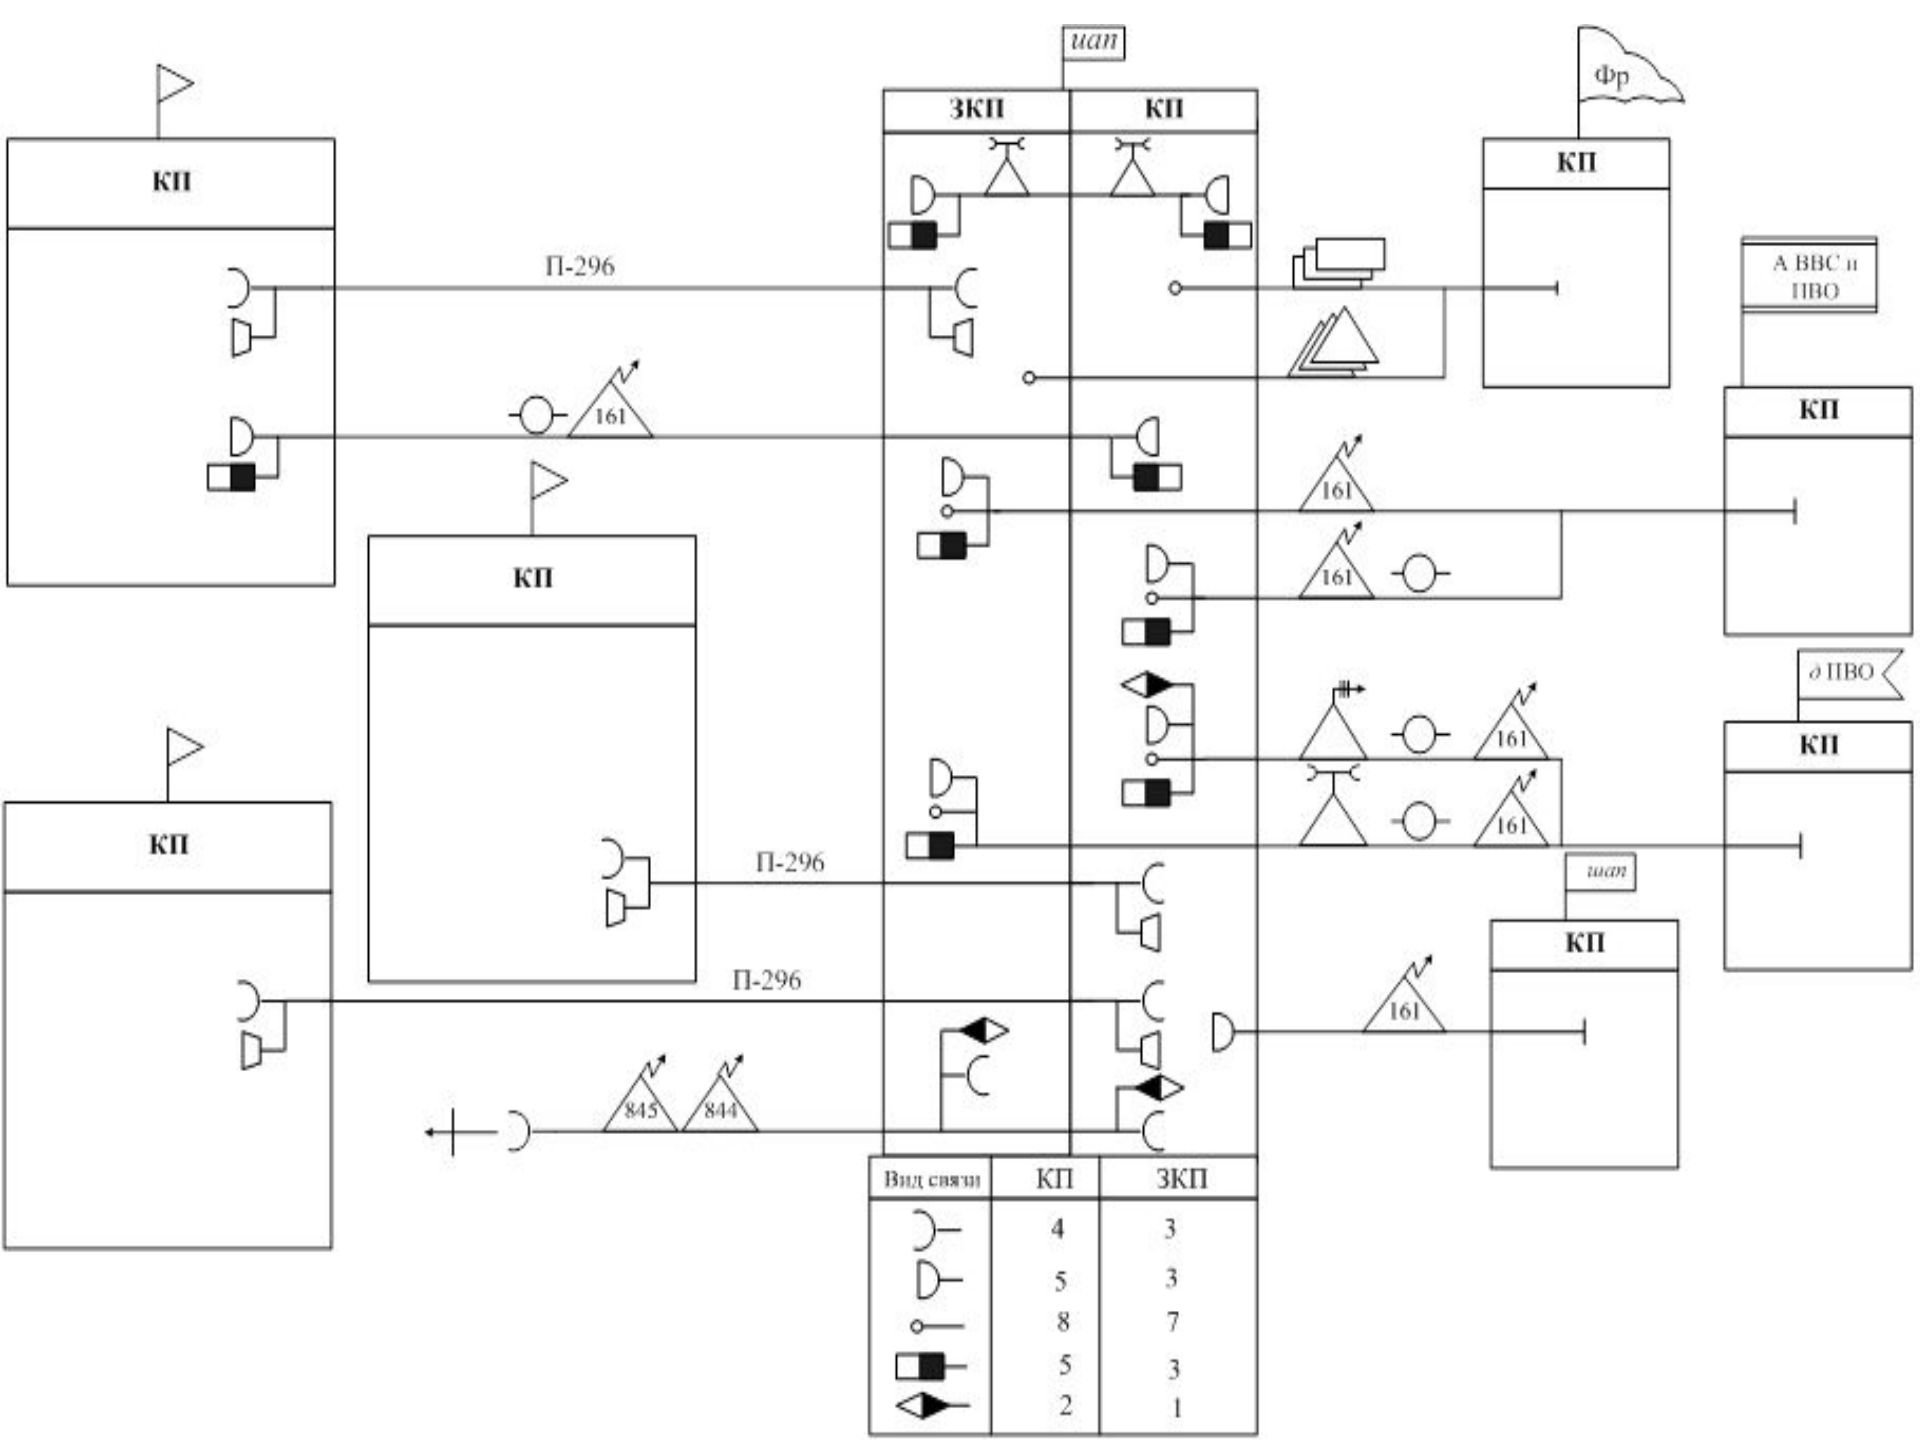 иап
ЗКП КП
Фр
КП
КП
П-296
А ВВС и
ПВО
КП
161
161
КП
161
д ПВО
КП
161
161
КП
П-296
шап
КП
П-296
161
845 844
Вид связи КП ЗКП
4 3
5 3
8 7
5 3
2 1